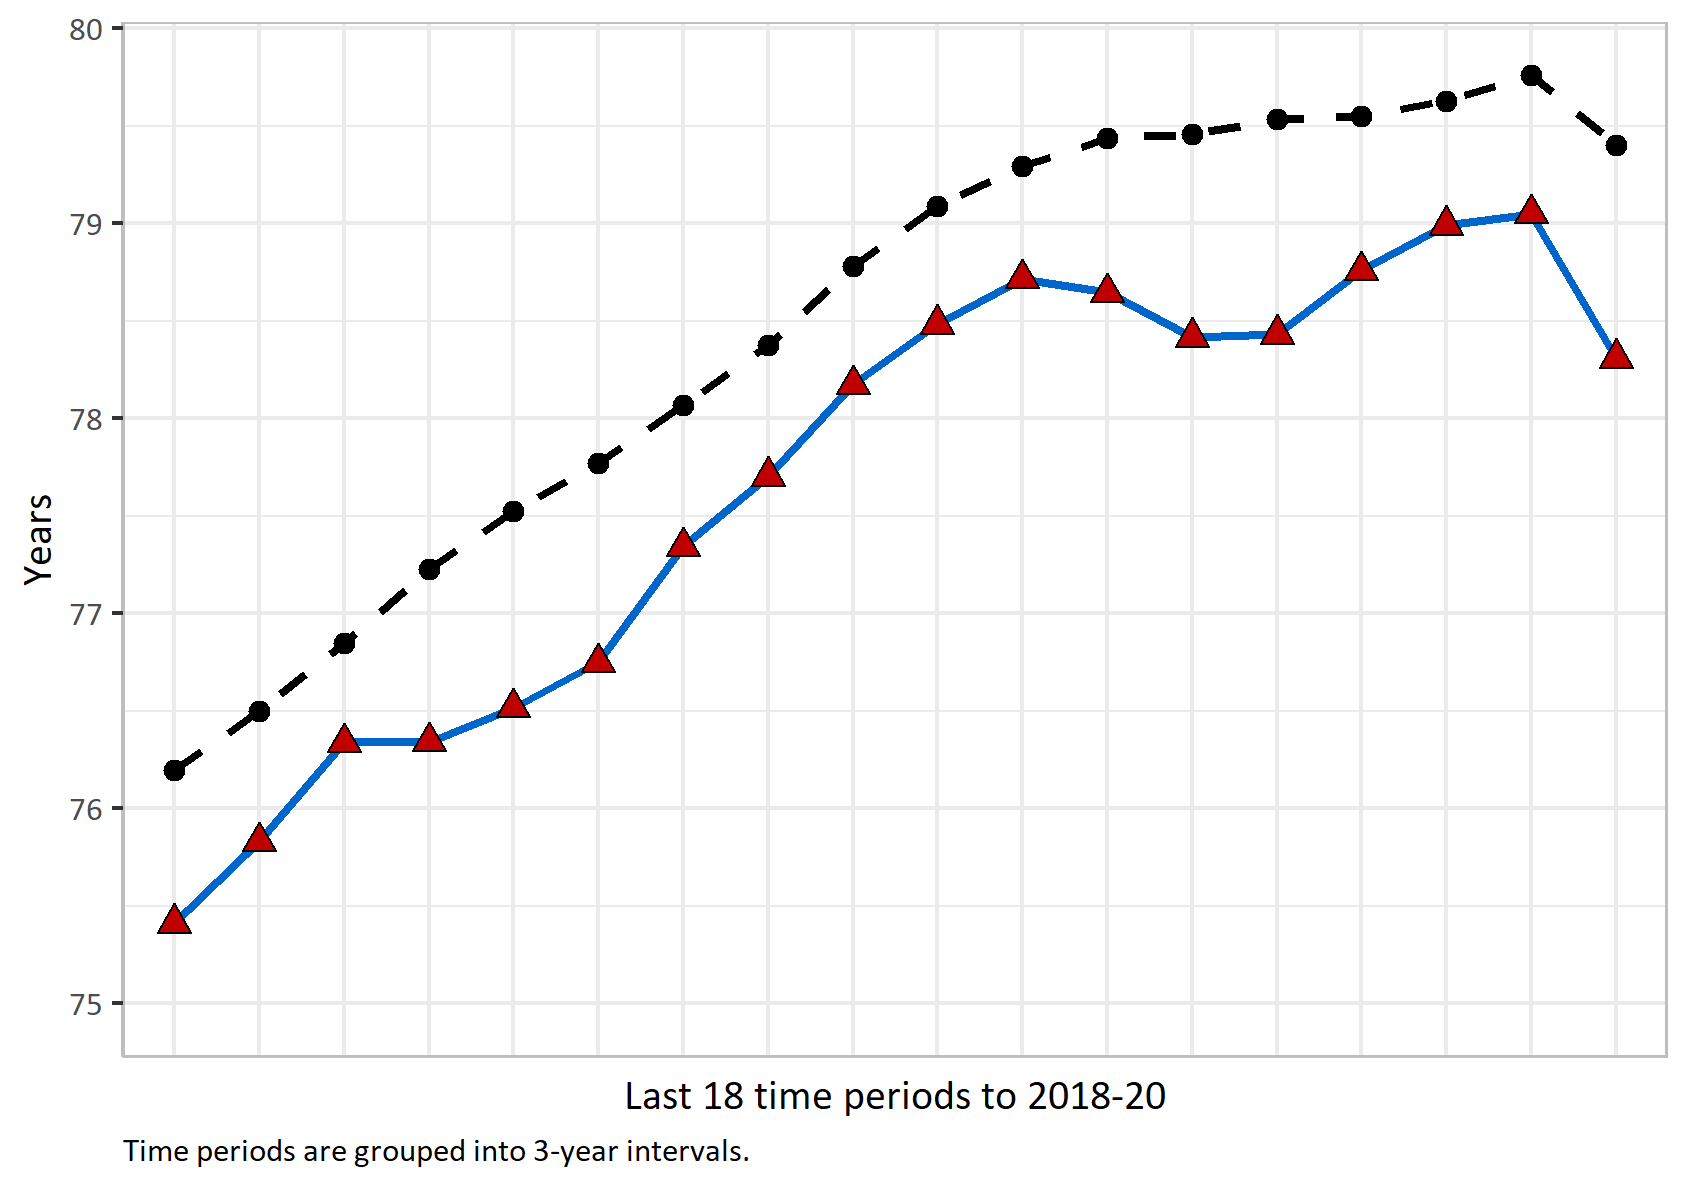 80
79
78
77
76
75
Years
Last 18 time periods to 2018-20
Time periods are grouped into 3-year intervals.